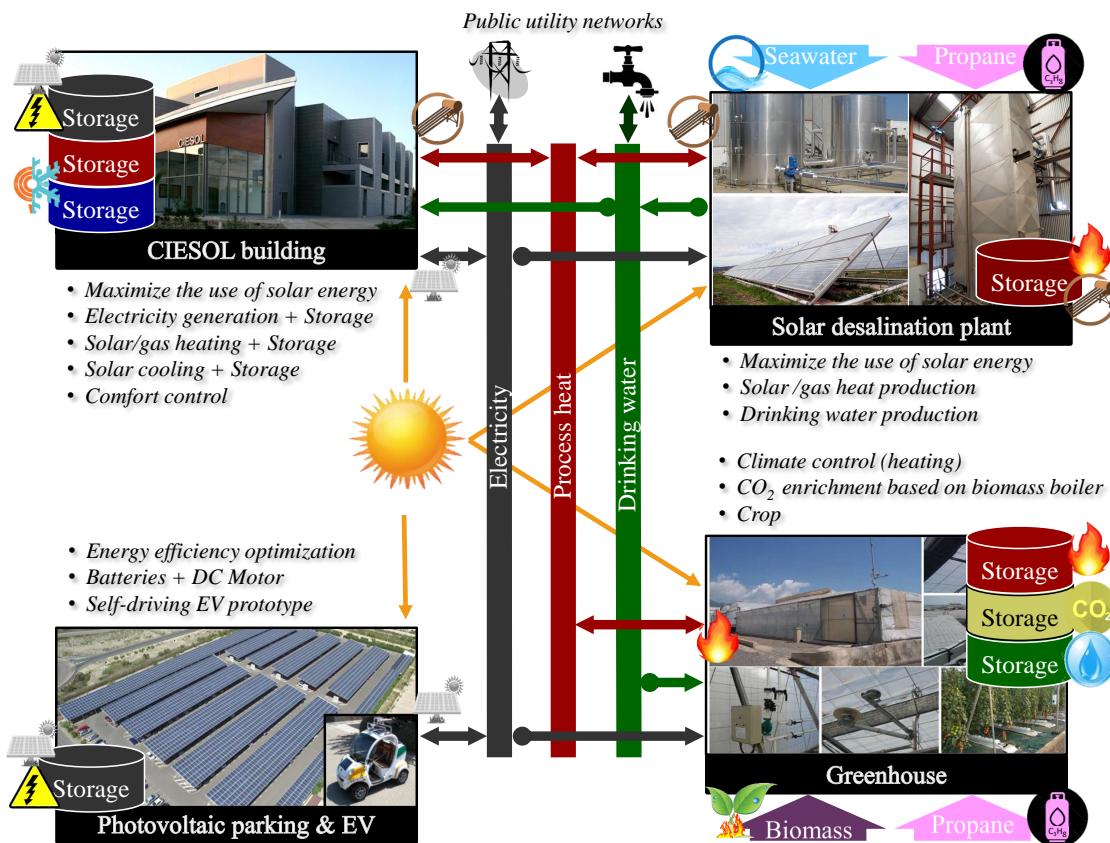 Public utility networks
Seawater
Propane
C₃H₈
Storage
Storage
Storage
CIESOL
CIESOL building
Storage
Solar desalination plant
• Maximize the use of solar energy
• Electricity generation + Storage
• Solar/gas heating + Storage
• Solar cooling + Storage
• Comfort control
• Maximize the use of solar energy
• Solar /gas heat production
• Drinking water production
Electricity
Process heat
Drinking water
• Climate control (heating)
• CO₂ enrichment based on biomass boiler
• Crop
• Energy efficiency optimization
• Batteries + DC Motor
• Self-driving EV prototype
Storage
Storage
CO₂
Storage
Storage
Photovoltaic parking & EV
Greenhouse
Biomass
Propane
C₃H₈